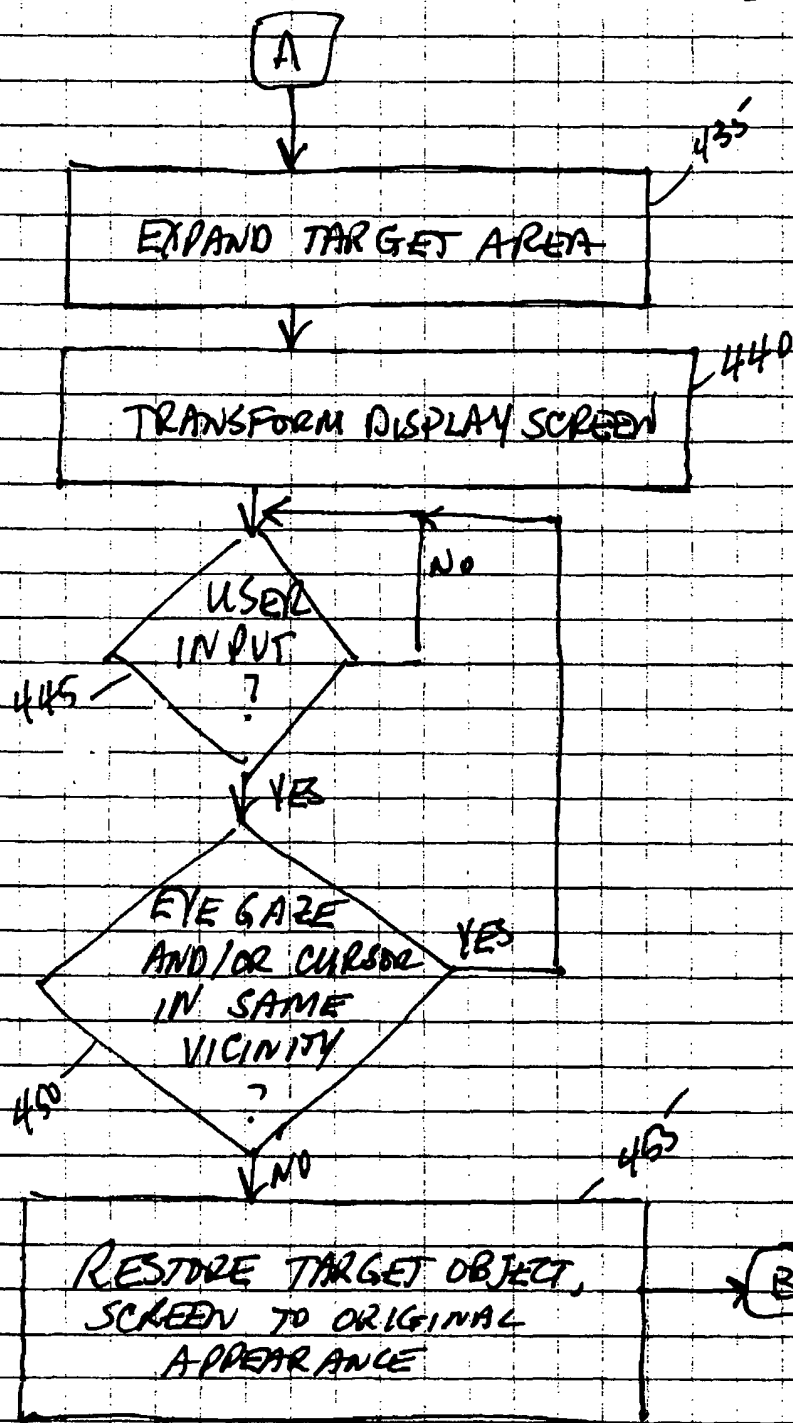 A
435
EXPAND TARGET AREA
440
TRANSFORM DISPLAY SCREEN
NO
USER
INPUT
?
445
YES
EYE GAZE
AND/OR CURSOR
IN SAME
VICINITY
?
YES
450
NO
RESTORE TARGET OBJECT,
SCREEN TO ORIGINAL
APPEARANCE
B